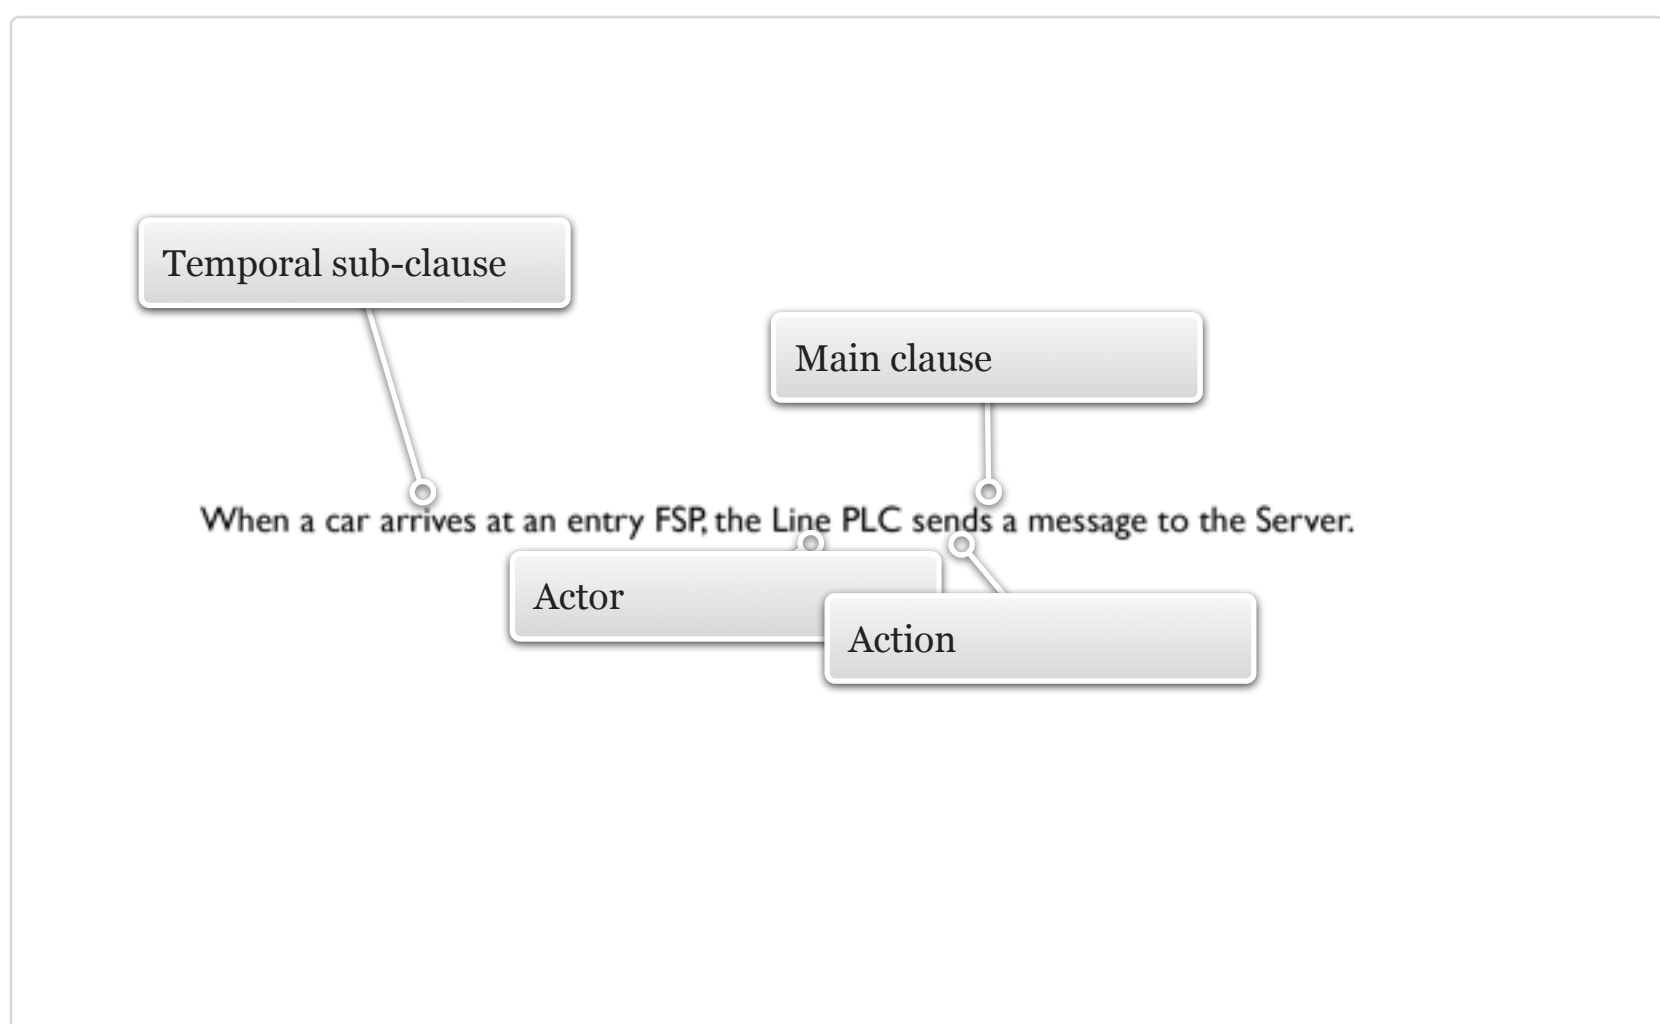 Temporal sub-clause
Main clause
When a car arrives at an entry FSP, the Line PLC sends a message to the Server.
Actor
Action